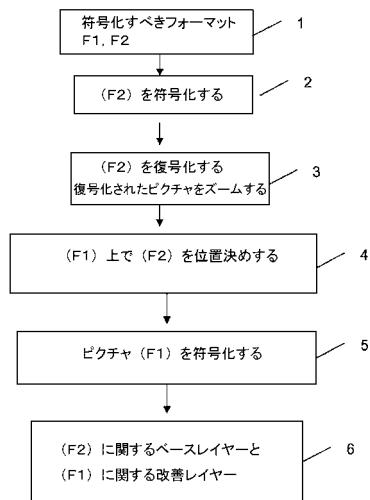 符号化すべきフォーマット
F1, F2
1
(F2)を符号化する
2
(F2)を復号化する
復号化されたピクチャをズームする
3
(F1)上で(F2)を位置決めする
4
ピクチャ(F1)を符号化する
5
(F2)に関するベースレイヤーと
(F1)に関する改善レイヤー
6